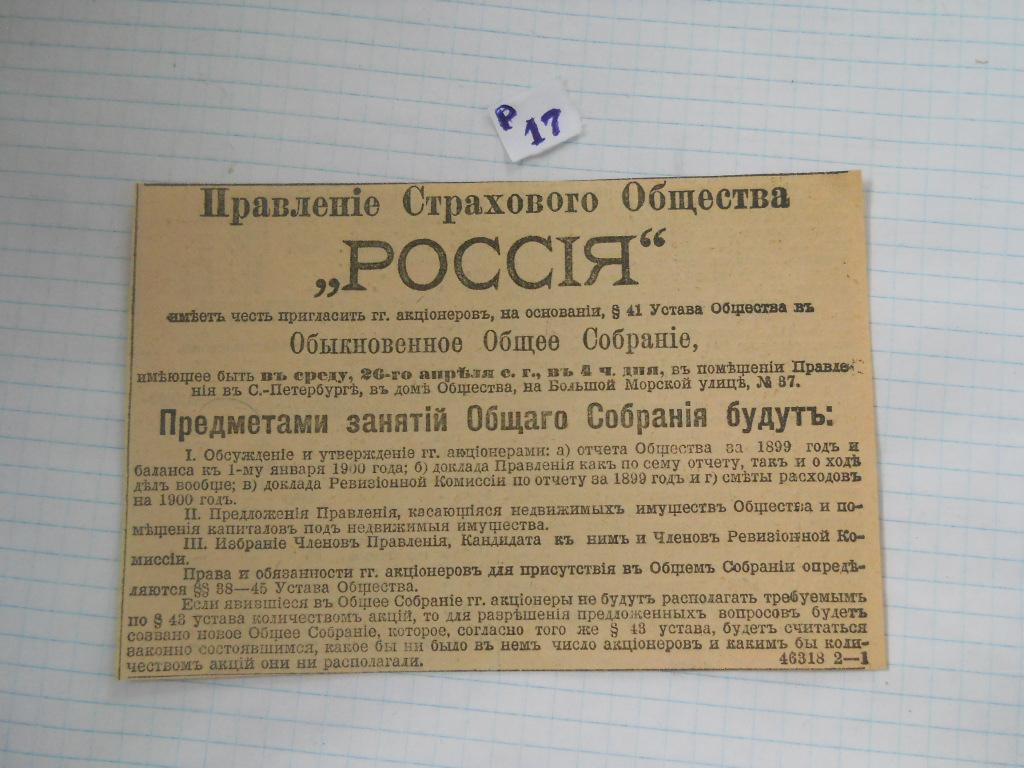 Р 17
Правленіе Страхового Общества
„РОССІЯ“
имѣетъ честь пригласить гг. акціонеровъ, на основаніи, § 41 Устава Общества въ
Обыкновенное Общее Собраніе,
имѣющее быть въ среду, 26-го апрѣля с. г., въ 4 ч. дня, въ помѣщеніи Правле-
нія въ С.-Петербургѣ, въ домѣ Общества, на Большой Морской улицѣ, № 37.
Предметами занятій Общаго Собранія будутъ:
I. Обсужденіе и утвержденіе гг. акціонерами: а) отчета Общества за 1899 годъ и
баланса къ 1-му января 1900 года; б) доклада Правленія какъ по сему отчету, такъ и о ходѣ
дѣлъ вообще; в) доклада Ревизіонной Комиссіи по отчету за 1899 годъ и г) смѣты расходовъ
на 1900 годъ.
II. Предложенія Правленія, касающіяся недвижимыхъ имуществъ Общества и по-
мѣщенія капиталовъ подъ недвижимыя имущества.
III. Избраніе Членовъ Правленія, Кандидата къ нимъ и Членовъ Ревизіонной Ко-
миссіи.
Права и обязанности гг. акціонеровъ для присутствія въ Общемъ Собраніи опредѣ-
ляются §§ 38—45 Устава Общества.
Если явившіеся въ Общее Собраніе гг. акціонеры не будутъ располагать требуемымъ
по § 43 устава количествомъ акцій, то для разрѣшенія предложенныхъ вопросовъ будетъ
созвано новое Общее Собраніе, которое, согласно того же § 43 устава, будетъ считаться
законно состоявшимся, какое бы ни было въ немъ число акціонеровъ и какимъ бы коли-
чествомъ акцій они ни располагали.
46318 2—1